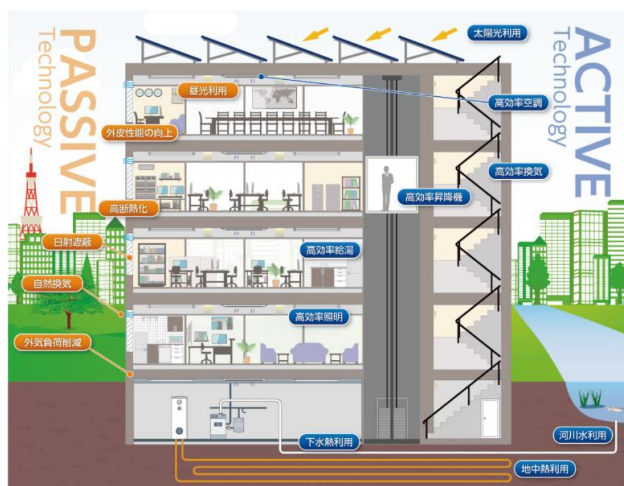 PASSIVE
Technology
ACTIVE
Technology
太陽光利用
昼光利用
高効率空調
外皮性能の向上
高効率換気
高効率昇降機
高断熱化
日射遮蔽
高効率給湯
自然換気
高効率照明
外気負荷削減
下水熱利用
河川水利用
地中熱利用